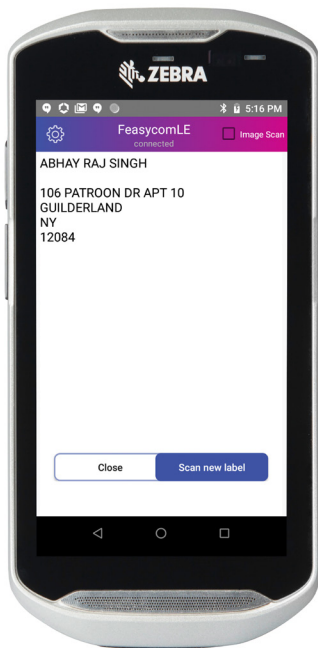 ZEBRA
5:16 PM
FeasycomLE
connected
Image Scan
ABHAY RAJ SINGH
106 PATROON DR APT 10
GUILDERLAND
NY
12084
Close
Scan new label